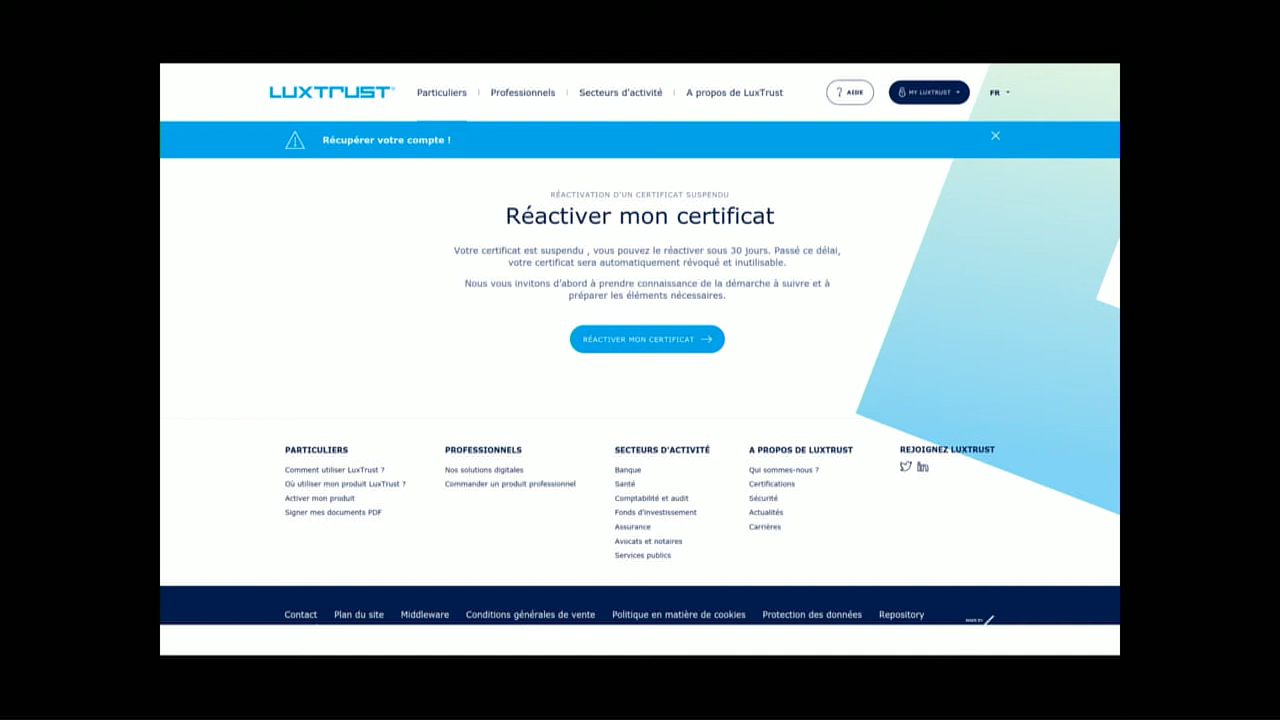 LUXTRUST
Particuliers
Professionnels
Secteurs d'activité
A propos de LuxTrust
? AIDE
MY LUXTRUST
FR
Récupérer votre compte !
RÉACTIVATION D'UN CERTIFICAT SUSPENDU
Réactiver mon certificat
Votre certificat est suspendu , vous pouvez le réactiver sous 30 jours. Passé ce délai,
votre certificat sera automatiquement révoqué et inutilisable.
Nous vous invitons d'abord à prendre connaissance de la démarche à suivre et à
préparer les éléments nécessaires.
RÉACTIVER MON CERTIFICAT
PARTICULIERS
Comment utiliser LuxTrust ?
Où utiliser mon produit LuxTrust ?
Activer mon produit
Signer mes documents PDF
PROFESSIONNELS
Nos solutions digitales
Commander un produit professionnel
SECTEURS D'ACTIVITÉ
Banque
Santé
Comptabilité et audit
Fonds d'investissement
Assurance
Avocats et notaires
Services publics
A PROPOS DE LUXTRUST
Qui sommes-nous ?
Certifications
Sécurité
Actualités
Carrières
REJOIGNEZ LUXTRUST
Contact
Plan du site
Middleware
Conditions générales de vente
Politique en matière de cookies
Protection des données
Repository
MADE BY